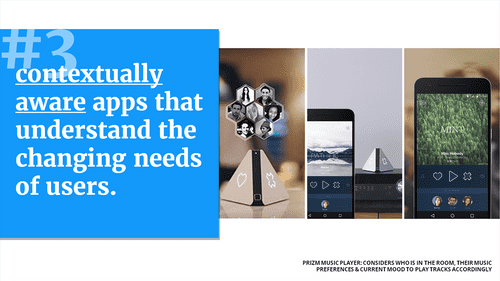 #3
contextually
aware apps that
understand the
changing needs
of users.
MINT
PRIZM MUSIC PLAYER: CONSIDERS WHO IS IN THE ROOM, THEIR MUSIC
PREFERENCES & CURRENT MOOD TO PLAY TRACKS ACCORDINGLY